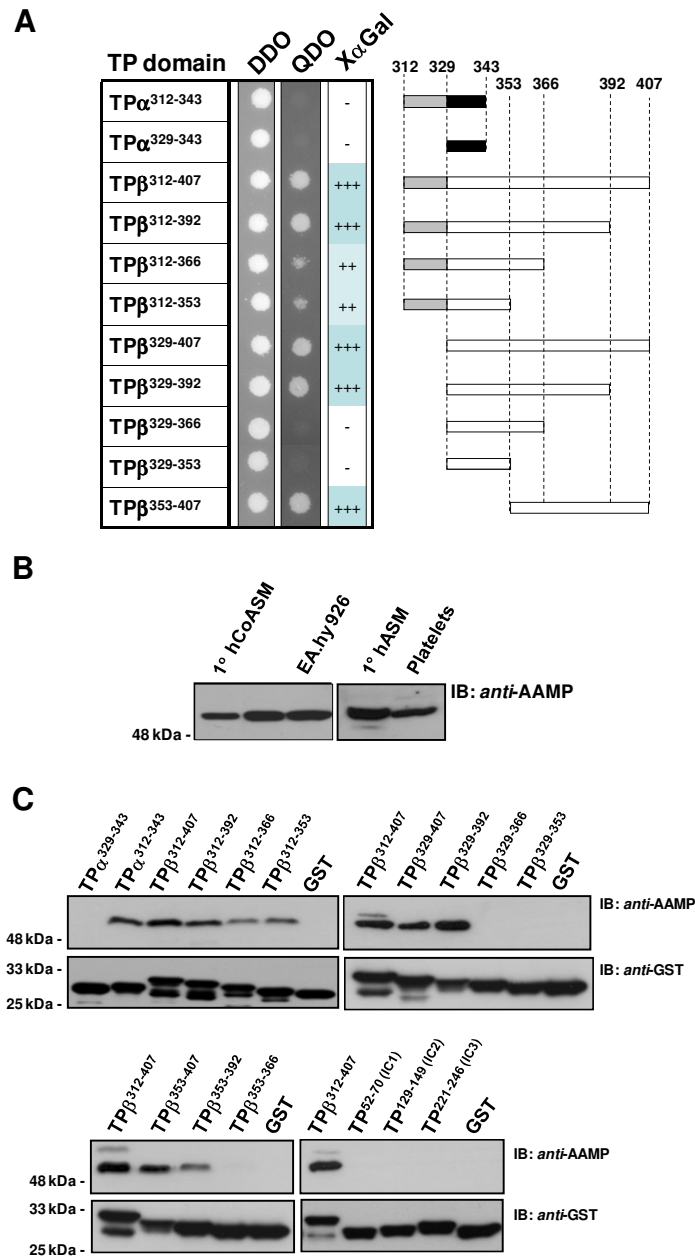 A
TP domain DDO QDO XαGal
312 329 343 353 366 392 407
TPα312-343 -
TPα329-343 -
TPβ312-407 +++
TPβ312-392 +++
TPβ312-366 ++
TPβ312-353 ++
TPβ329-407 +++
TPβ329-392 +++
TPβ329-366 -
TPβ329-353 -
TPβ353-407 +++
B
1° hCoASM EA.hy 926 1° hASM Platelets
IB: anti-AAMP
48 kDa -
C
TPα329-343 TPα312-343 TPβ312-407 TPβ312-392 TPβ312-366 TPβ312-353 GST
TPβ312-407 TPβ329-407 TPβ329-392 TPβ329-366 TPβ329-353 GST
IB: anti-AAMP
48 kDa -
33 kDa -
IB: anti-GST
25 kDa -
TPβ312-407 TPβ353-407 TPβ353-392 TPβ353-366 GST
TPβ312-407 TP52-70 (IC1) TP129-149 (IC2) TP221-246 (IC3) GST
IB: anti-AAMP
48 kDa -
33 kDa -
IB: anti-GST
25 kDa -